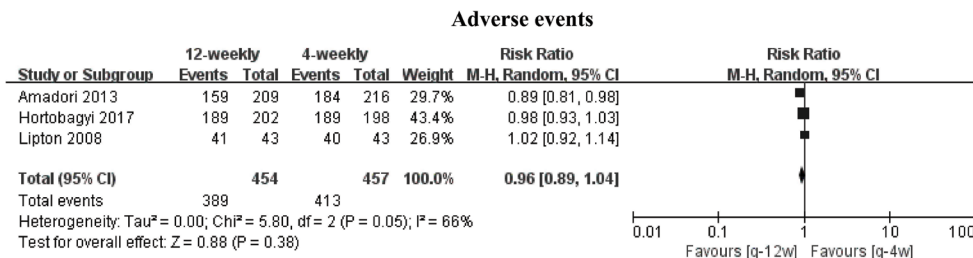 Adverse events
12-weekly 4-weekly Risk Ratio Risk Ratio
Study or Subgroup Events Total Events Total Weight M-H, Random, 95% CI M-H, Random, 95% CI
Amadori 2013 159 209 184 216 29.7% 0.89 [0.81, 0.98]
Hortobagyi 2017 189 202 189 198 43.4% 0.98 [0.93, 1.03]
Lipton 2008 41 43 40 43 26.9% 1.02 [0.92, 1.14]
Total (95% CI) 454 457 100.0% 0.96 [0.89, 1.04]
Total events 389 413
Heterogeneity: Tau² = 0.00; Chi² = 5.80, df = 2 (P = 0.05); I² = 66%
Test for overall effect: Z = 0.88 (P = 0.38)
0.01 0.1 1 10 100
Favours [q-12w] Favours [q-4w]